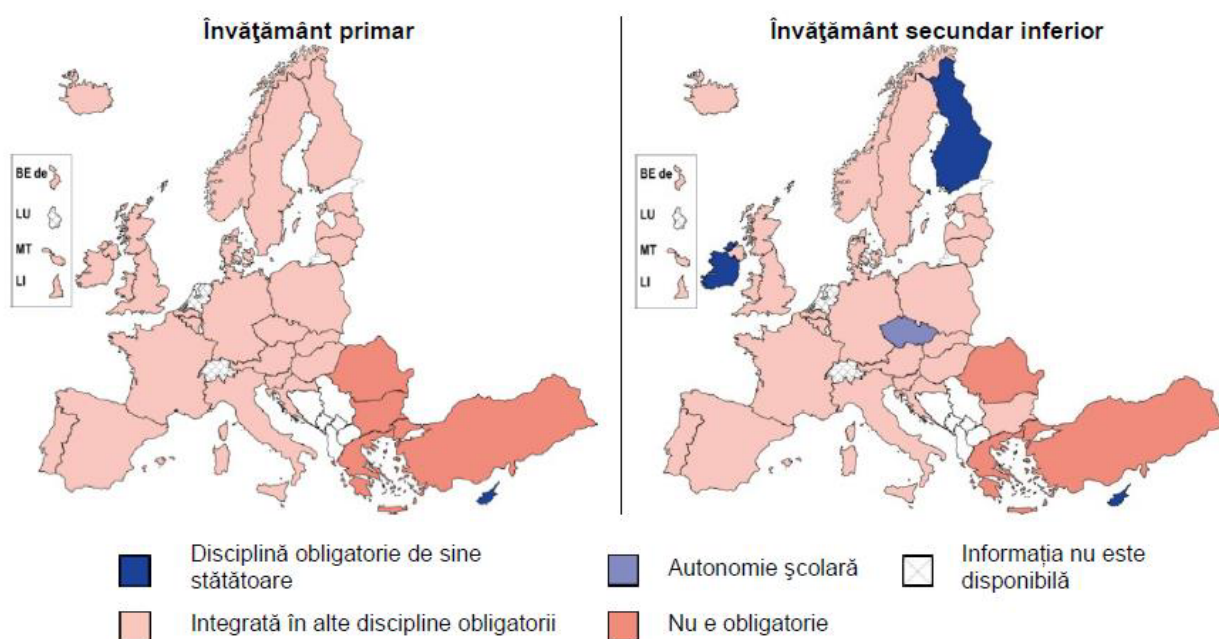 Învăţământ primar
Învăţământ secundar inferior
BE de
LU
MT
LI
BE de
LU
MT
LI
Disciplină obligatorie de sine
stătătoare
Autonomie şcolară
Informația nu este
disponibilă
Integrată în alte discipline obligatorii
Nu e obligatorie